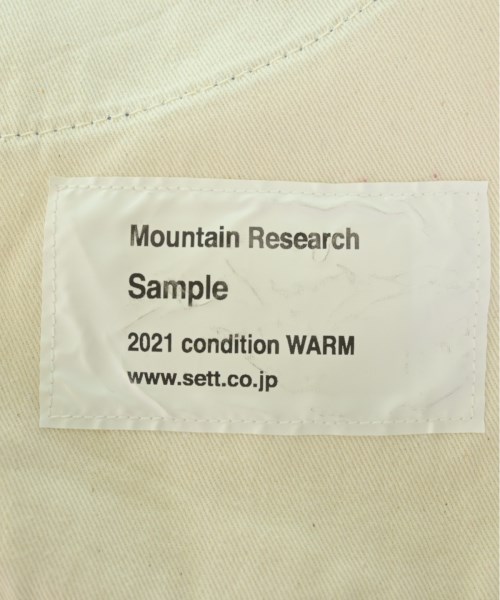 Mountain Research
Sample
2021 condition WARM
www.sett.co.jp